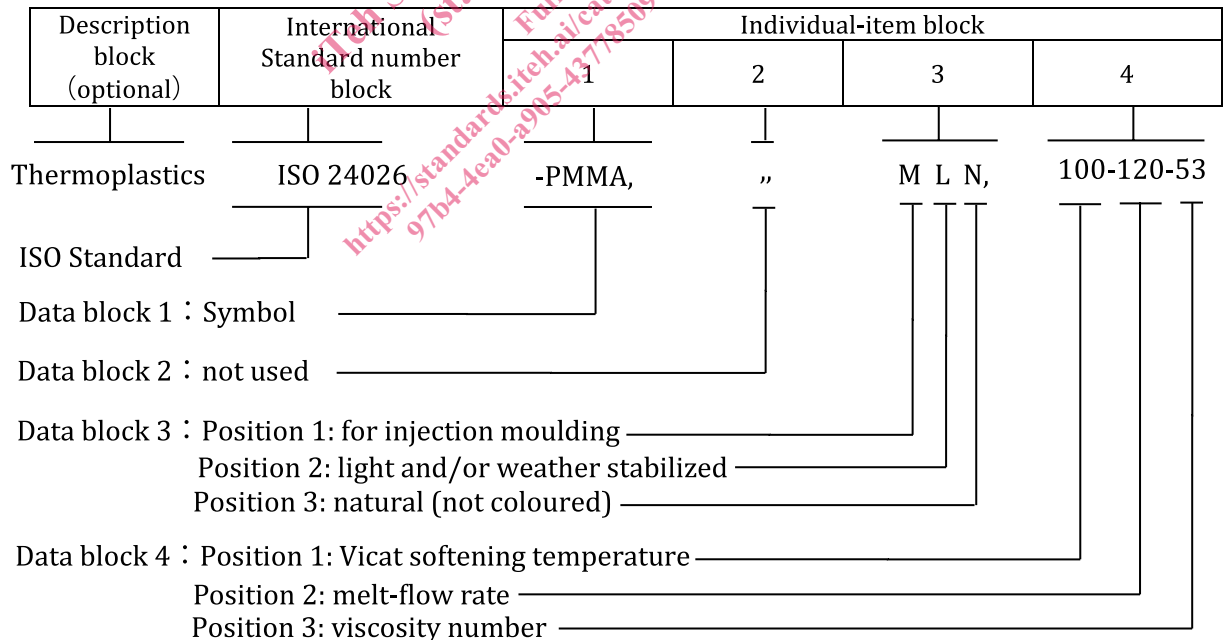 Description block (optional)
International Standard number block
Individual-item block
1
2
3
4
Thermoplastics
ISO 24026
-PMMA,
,,
M L N,
100-120-53
ISO Standard
Data block 1：Symbol
Data block 2：not used
Data block 3：Position 1: for injection moulding
Position 2: light and/or weather stabilized
Position 3: natural (not coloured)
Data block 4：Position 1: Vicat softening temperature
Position 2: melt-flow rate
Position 3: viscosity number